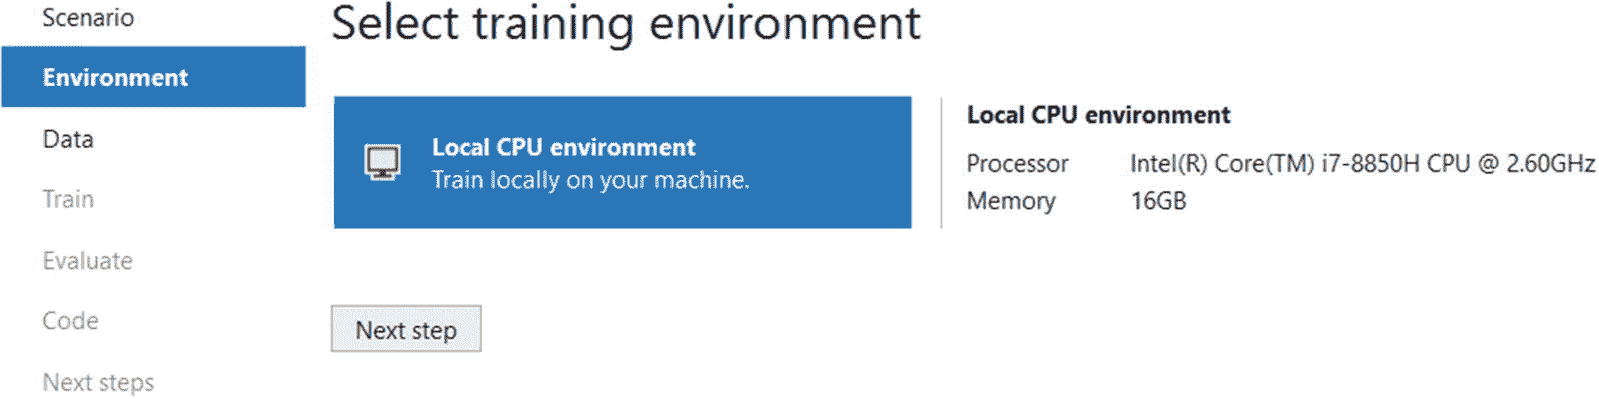 Scenario
Environment
Data
Train
Evaluate
Code
Next steps
Select training environment
Local CPU environment
Train locally on your machine.
Next step
Local CPU environment
Processor Intel(R) Core(TM) i7-8850H CPU @ 2.60GHz
Memory 16GB